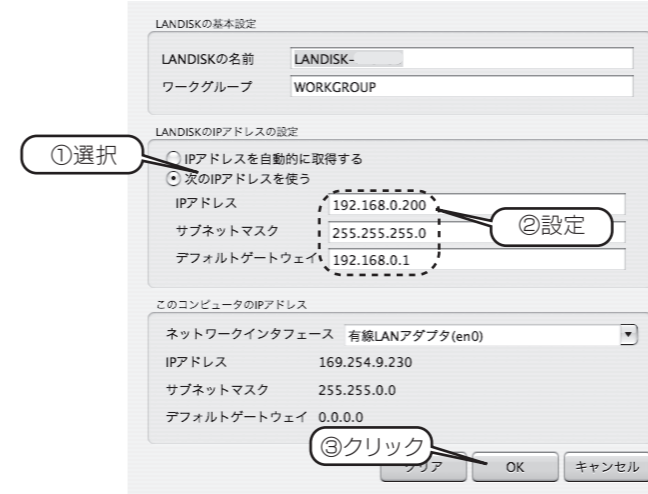 LANDISKの基本設定
LANDISKの名前 LANDISK-
ワークグループ WORKGROUP
LANDISKのIPアドレスの設定
①選択
IPアドレスを自動的に取得する
次のIPアドレスを使う
IPアドレス 192.168.0.200
②設定
サブネットマスク 255.255.255.0
デフォルトゲートウェイ 192.168.0.1
このコンピュータのIPアドレス
ネットワークインタフェース 有線LANアダプタ(en0)
IPアドレス 169.254.9.230
サブネットマスク 255.255.0.0
デフォルトゲートウェイ 0.0.0.0
③クリック
クリア OK キャンセル